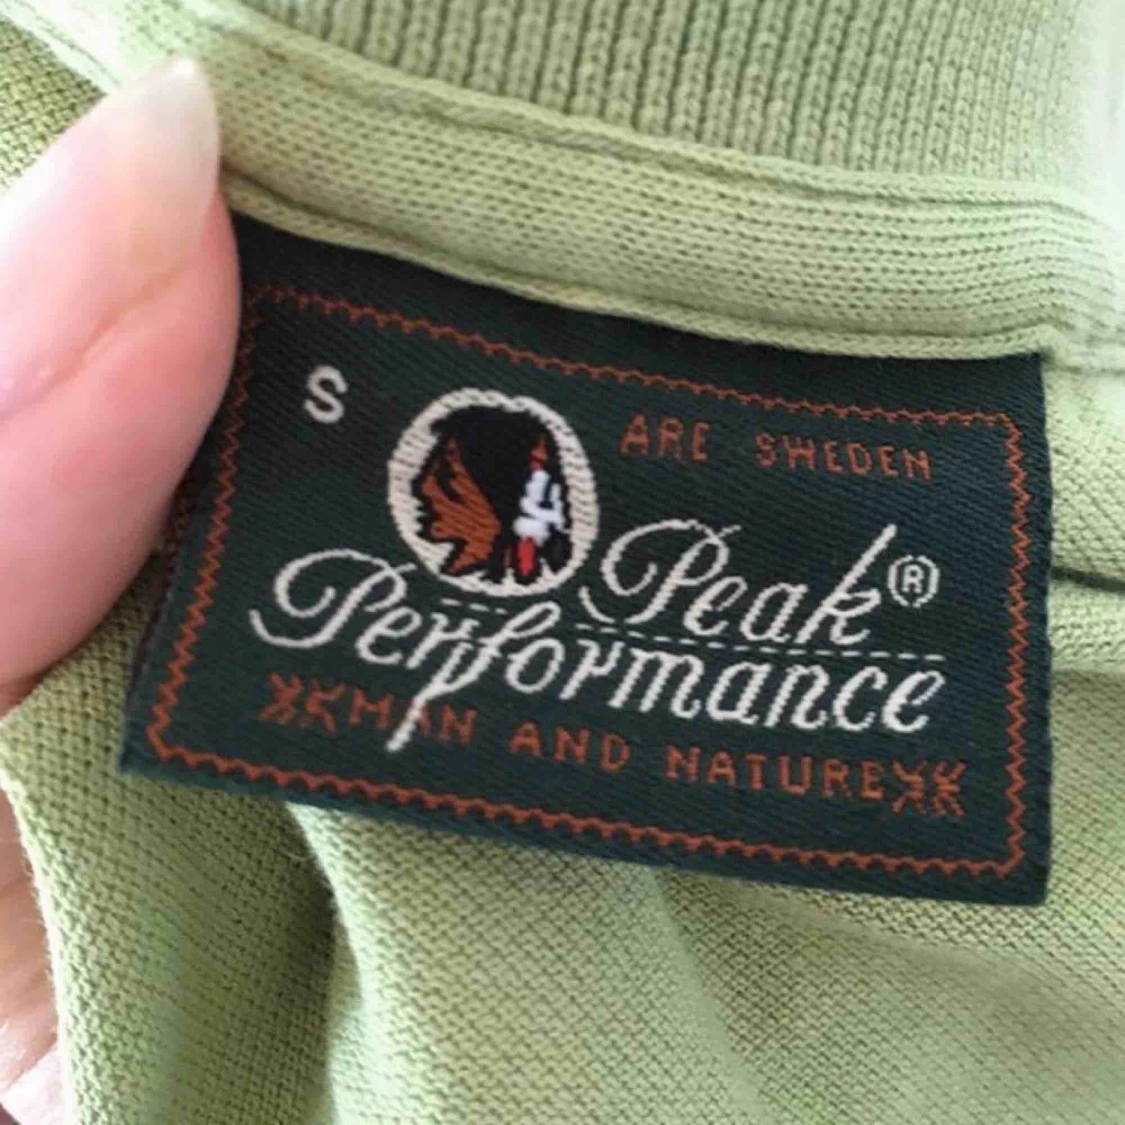 S
ARE SWEDEN
Peak®
Performance
MAN AND NATURE